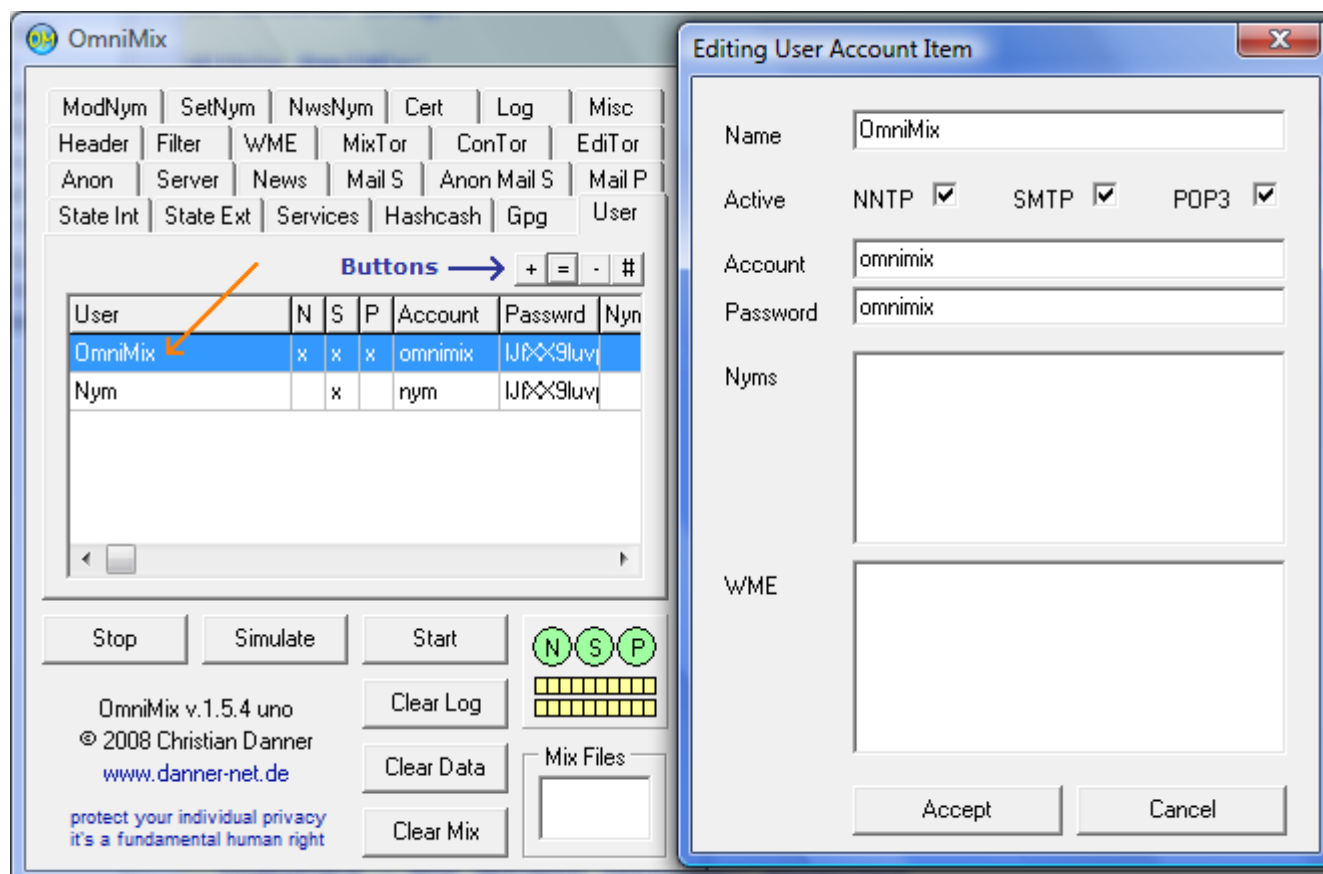 OmniMix
ModNym SetNym NwsNym Cert Log Misc
Header Filter WME MixTor ConTor EdiTor
Anon Server News Mail S Anon Mail S Mail P
State Int State Ext Services Hashcash Gpg User
Buttons + = - #
User N S P Account Passwrd Nyn
OmniMix x x x omnimix
Nym x nym
Stop Simulate Start
N S P
Clear Log
OmniMix v.1.5.4 uno
© 2008 Christian Danner
www.danner-net.de
Clear Data
Mix Files
protect your individual privacy
it's a fundamental human right
Clear Mix
Editing User Account Item
Name OmniMix
Active NNTP SMTP POP3
Account omnimix
Password omnimix
Nyms
WME
Accept Cancel